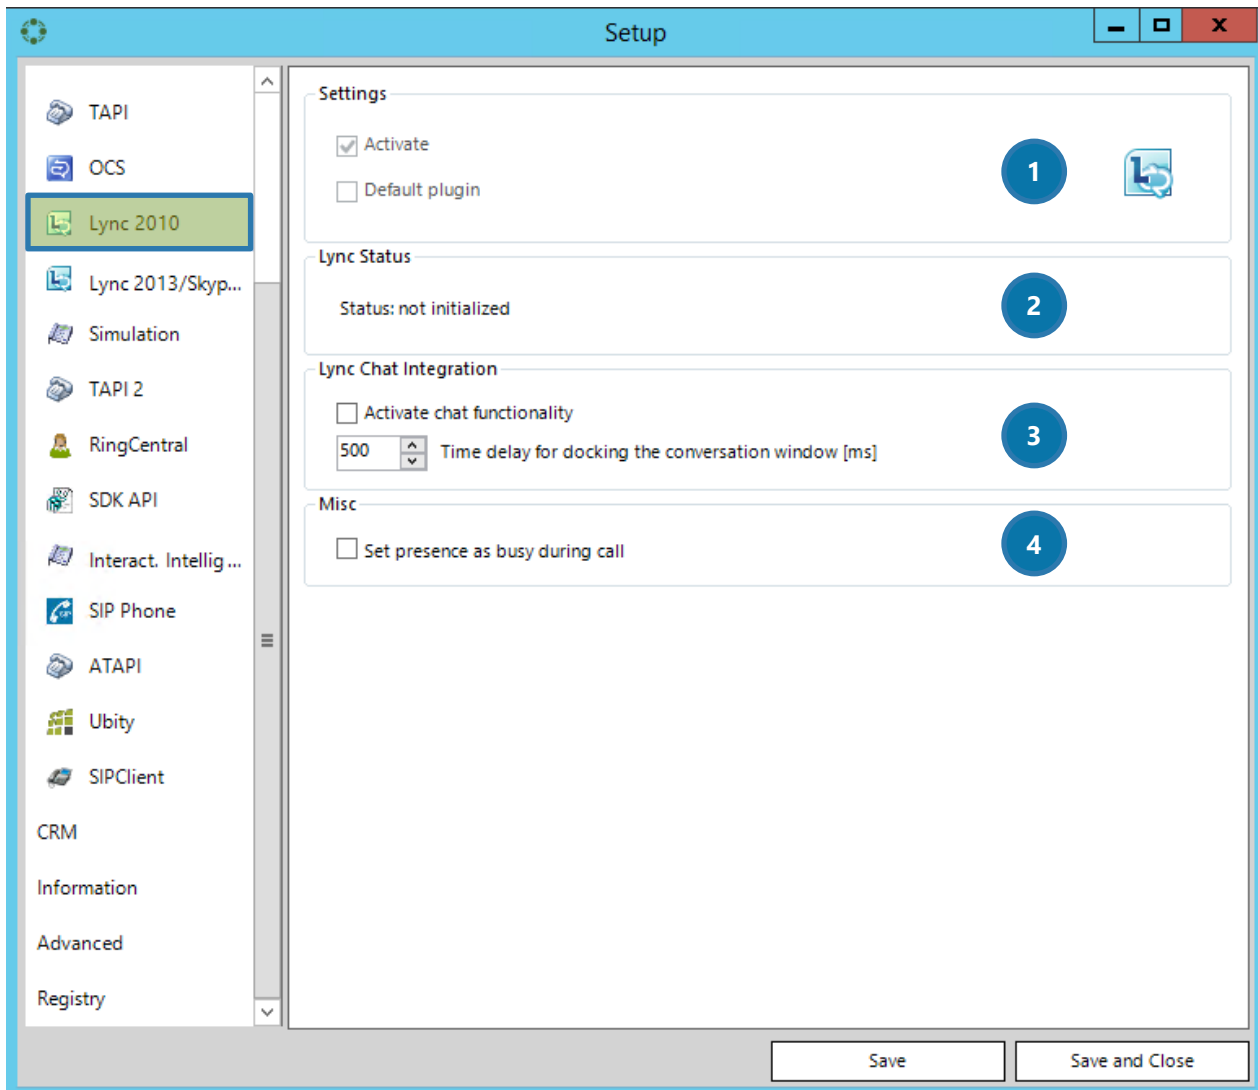 Setup
X
TAPI
OCS
Lync 2010
Lync 2013/Skyp...
Simulation
TAPI 2
RingCentral
SDK API
Interact. Intellig...
SIP Phone
ATAPI
Ubity
SIPClient
CRM
Information
Advanced
Registry
Settings
Activate
Default plugin
1
Lync Status
Status: not initialized
2
Lync Chat Integration
Activate chat functionality
500 Time delay for docking the conversation window [ms]
3
Misc
Set presence as busy during call
4
Save
Save and Close